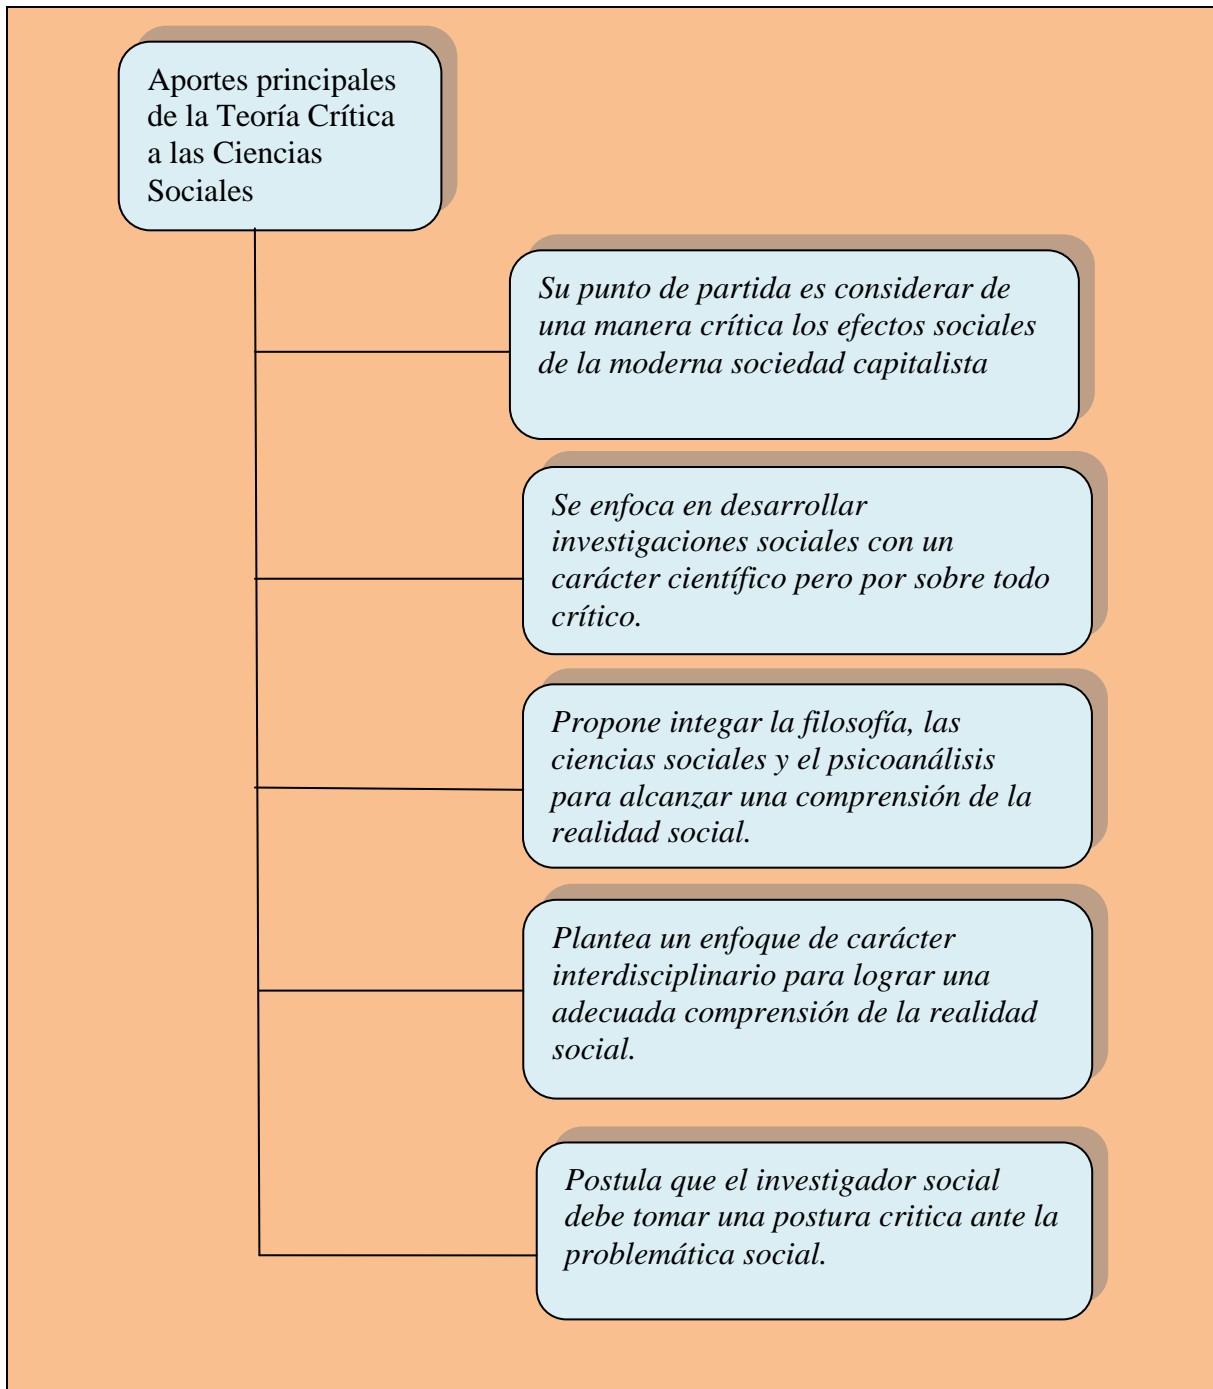 Aportes principales
de la Teoría Crítica
a las Ciencias
Sociales
Su punto de partida es considerar de
una manera crítica los efectos sociales
de la moderna sociedad capitalista
Se enfoca en desarrollar
investigaciones sociales con un
carácter científico pero por sobre todo
crítico.
Propone integar la filosofía, las
ciencias sociales y el psicoanálisis
para alcanzar una comprensión de la
realidad social.
Plantea un enfoque de carácter
interdisciplinario para lograr una
adecuada comprensión de la realidad
social.
Postula que el investigador social
debe tomar una postura critica ante la
problemática social.